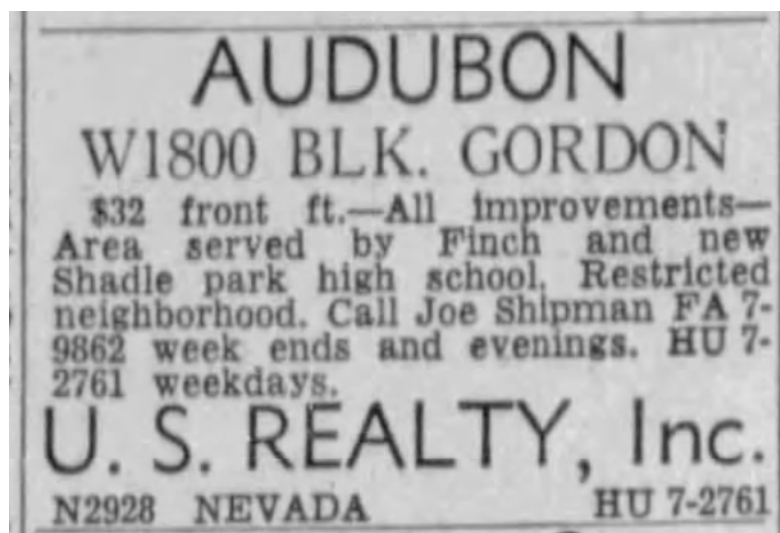 AUDUBON
W1800 BLK. GORDON
$32 front ft.—All improvements—
Area served by Finch and new
Shadle park high school. Restricted
neighborhood. Call Joe Shipman FA 7-
9862 week ends and evenings. HU 7-
2761 weekdays.
U. S. REALTY, Inc.
N2928 NEVADA HU 7-2761